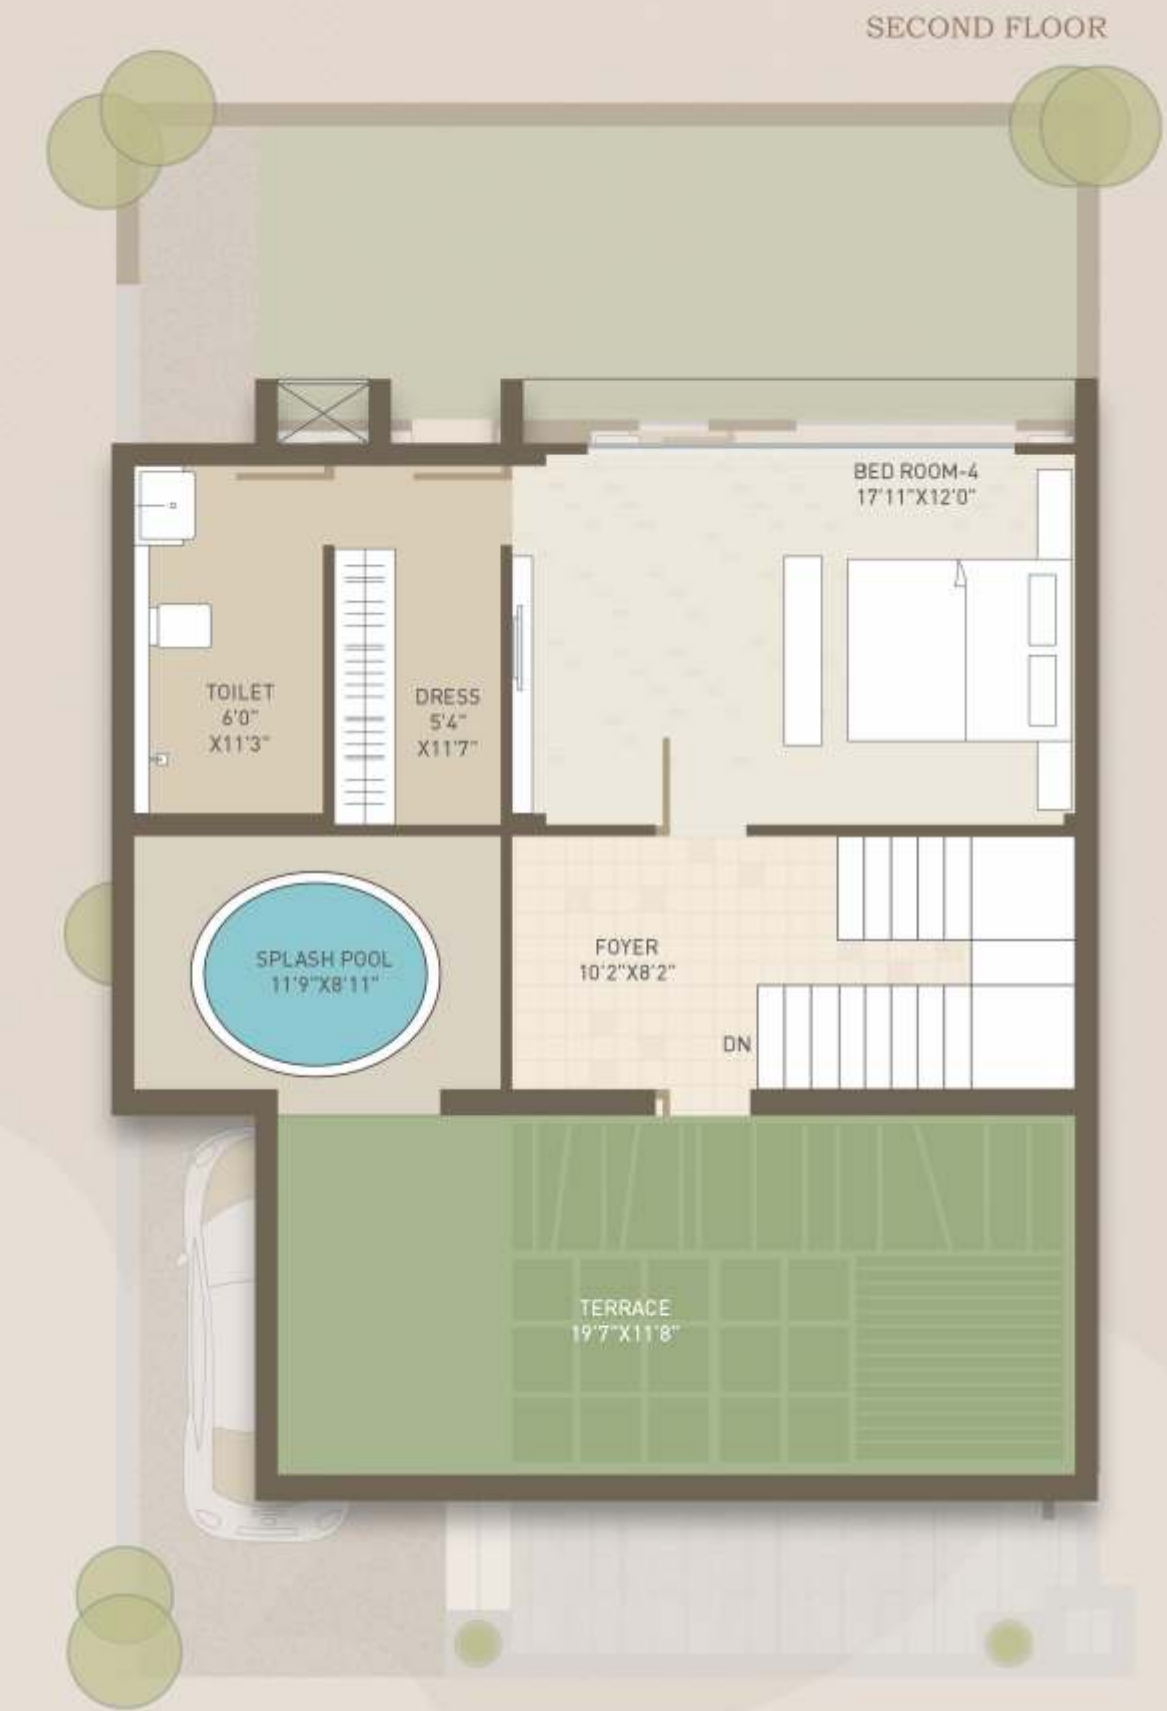 SECOND FLOOR
BED ROOM-4
17'11"X12'0"
TOILET
6'0"
X11'3"
DRESS
5'4"
X11'7"
SPLASH POOL
11'9"X8'11"
FOYER
10'2"X8'2"
DN
TERRACE
19'7"X11'8"